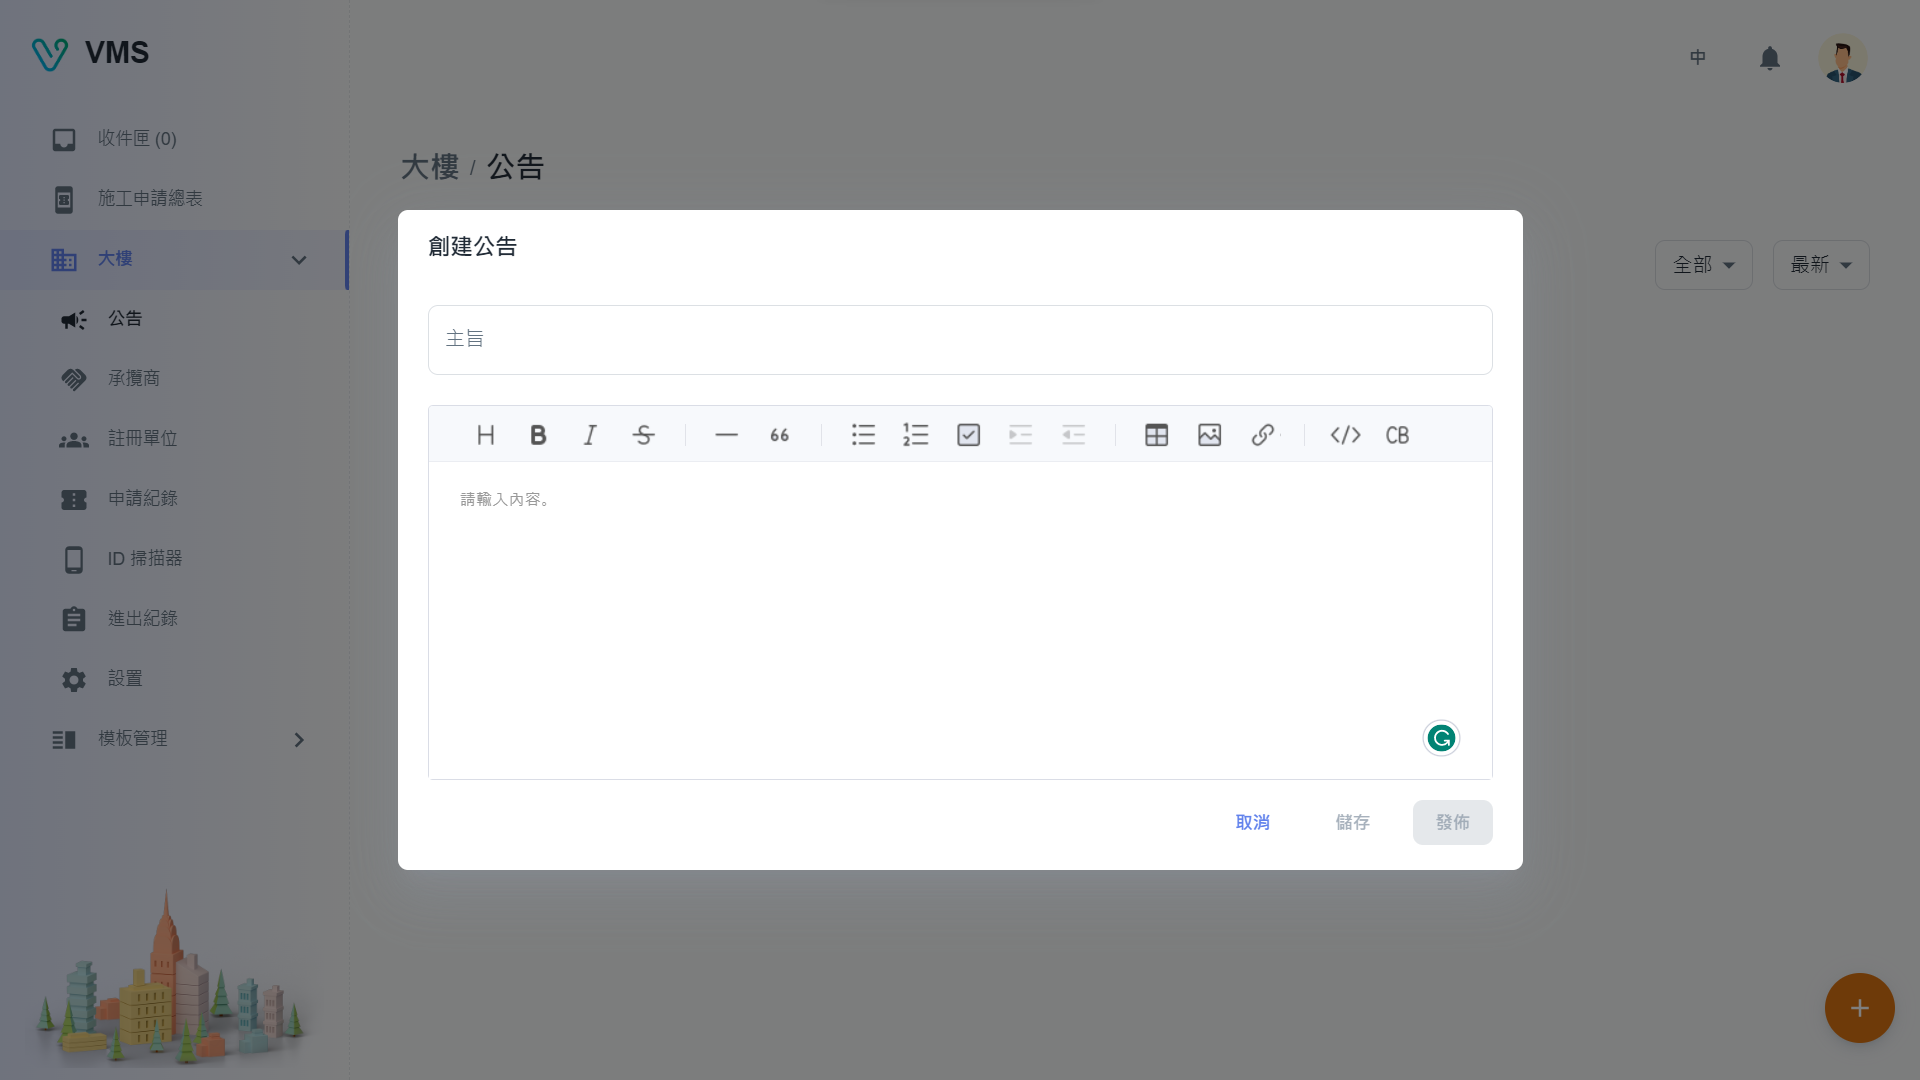 VMS
中
收件匣 (0)
施工申請總表
大樓
公告
承攬商
註冊單位
申請紀錄
ID 掃描器
進出紀錄
設置
模板管理
大樓 / 公告
全部
最新
創建公告
主旨
H B I S — 66 </> CB
請輸入內容。
取消
儲存
發佈
+